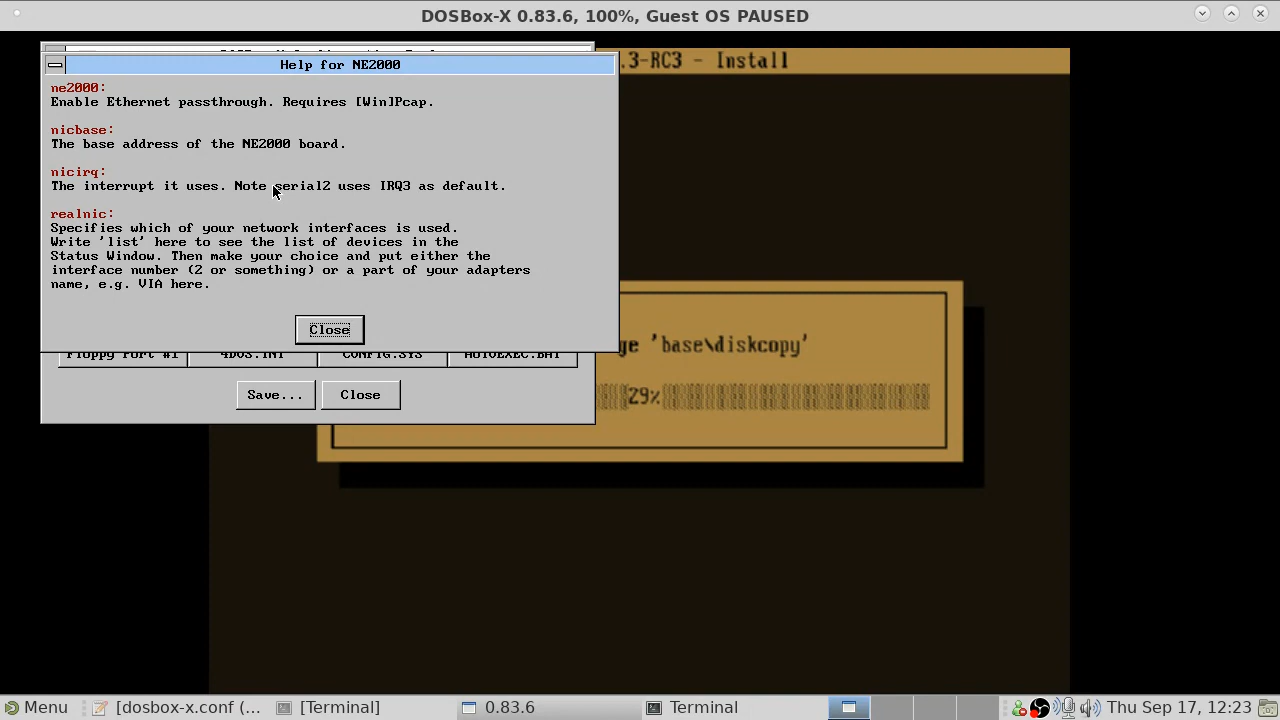 DOSBox-X 0.83.6, 100%, Guest OS PAUSED
.3-RC3 - Install
Help for NE2000
ne2000:
Enable Ethernet passthrough. Requires [Win]Pcap.
nicbase:
The base address of the NE2000 board.
nicirq:
The interrupt it uses. Note serial2 uses IRQ3 as default.
realnic:
Specifies which of your network interfaces is used.
Write 'list' here to see the list of devices in the
Status Window. Then make your choice and put either the
interface number (2 or something) or a part of your adapters
name, e.g. VIA here.
Close
ge 'base\diskcopy'
Floppy Port #1 4DOS.INI CONFIG.SYS AUTOEXEC.BAT
Save... Close
29%
Menu [dosbox-x.conf (... [Terminal] 0.83.6 Terminal Thu Sep 17, 12:23